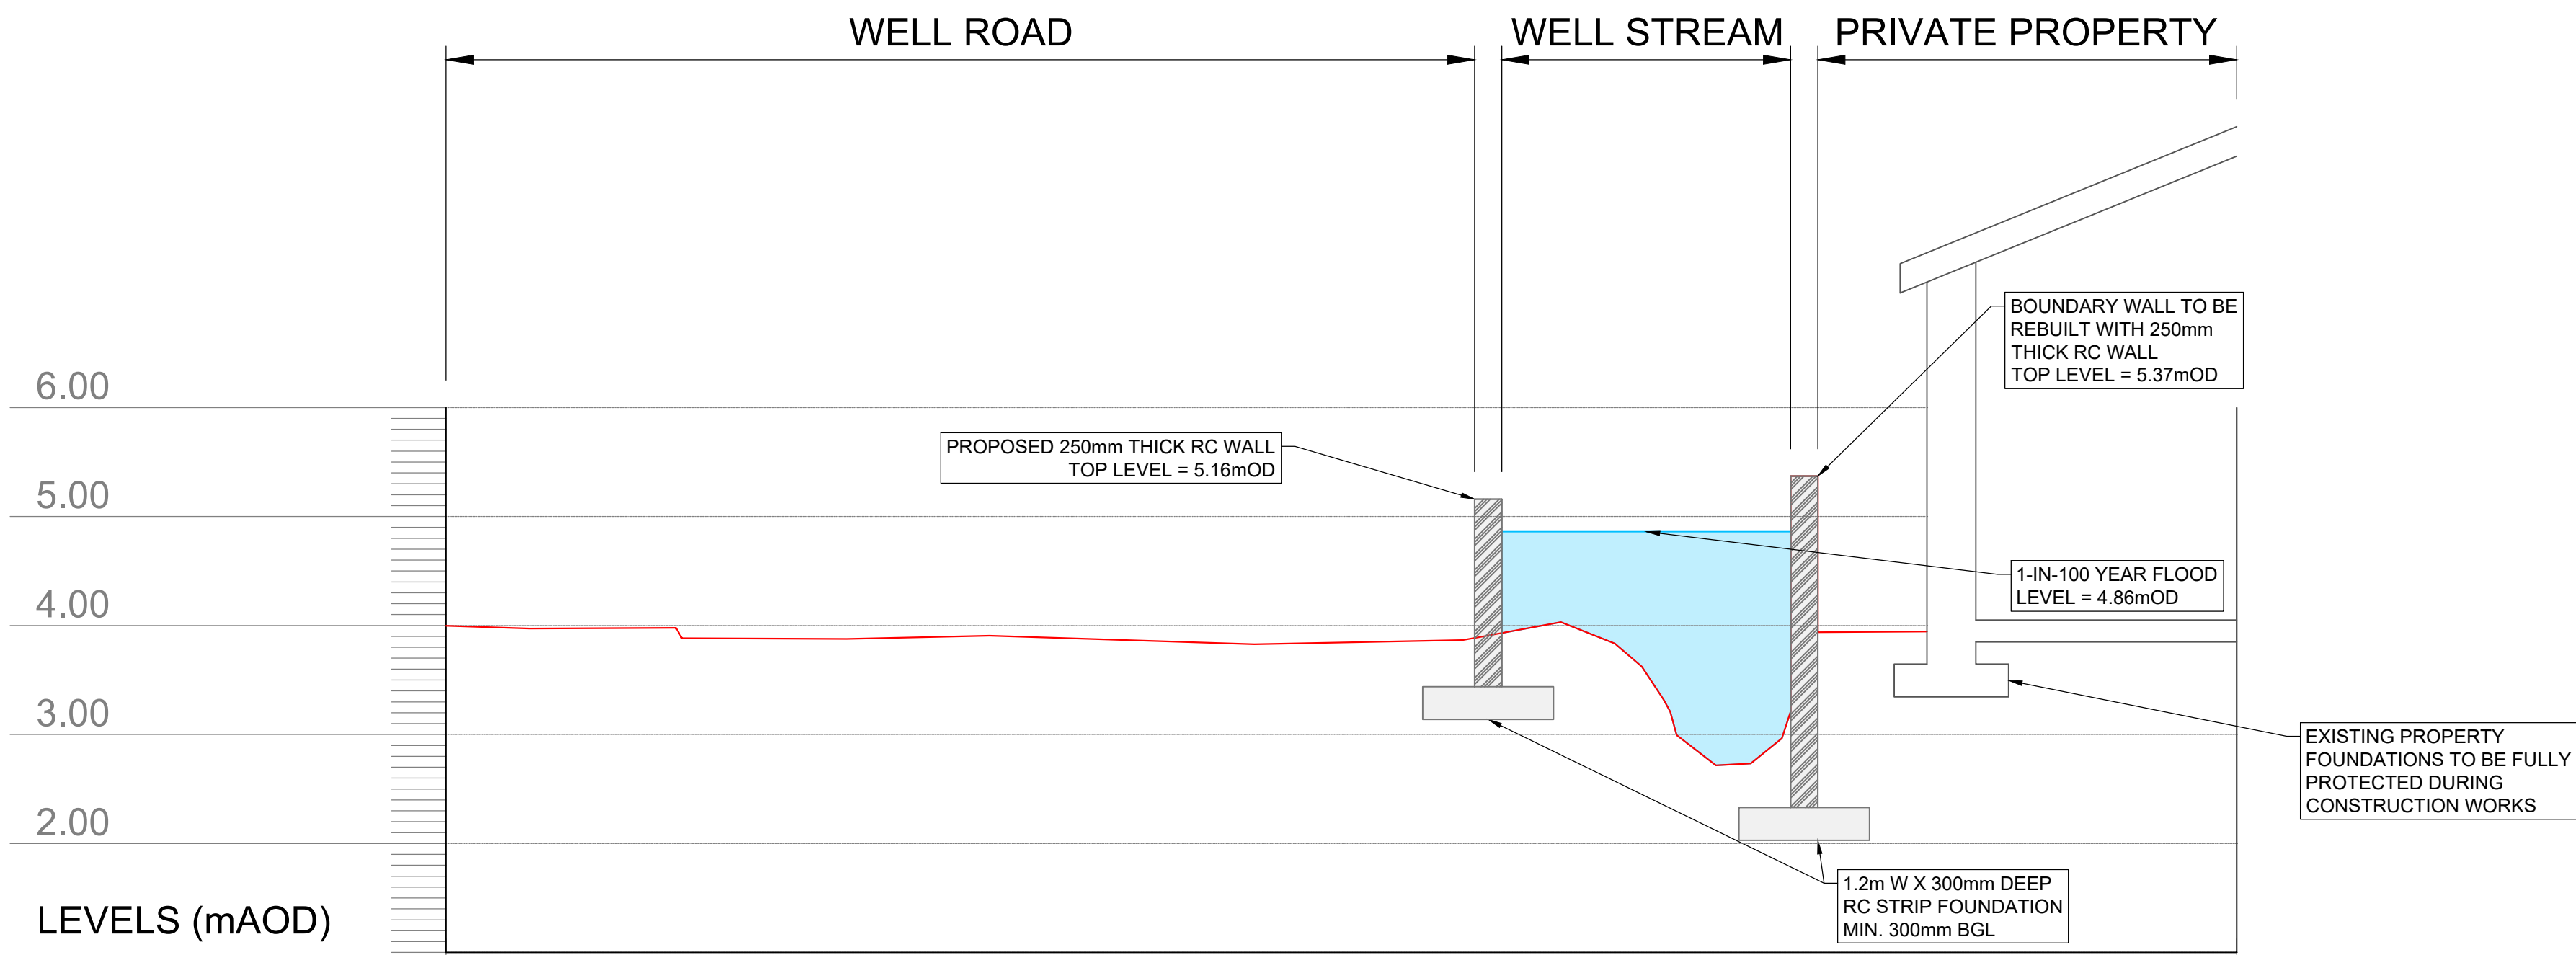 WELL ROAD
WELL STREAM
PRIVATE PROPERTY
BOUNDARY WALL TO BE
REBUILT WITH 250mm
THICK RC WALL
TOP LEVEL = 5.37mOD
6.00
PROPOSED 250mm THICK RC WALL
TOP LEVEL = 5.16mOD
5.00
1-IN-100 YEAR FLOOD
LEVEL = 4.86mOD
4.00
3.00
EXISTING PROPERTY
FOUNDATIONS TO BE FULLY
PROTECTED DURING
CONSTRUCTION WORKS
2.00
1.2m W X 300mm DEEP
RC STRIP FOUNDATION
MIN. 300mm BGL
LEVELS (mAOD)